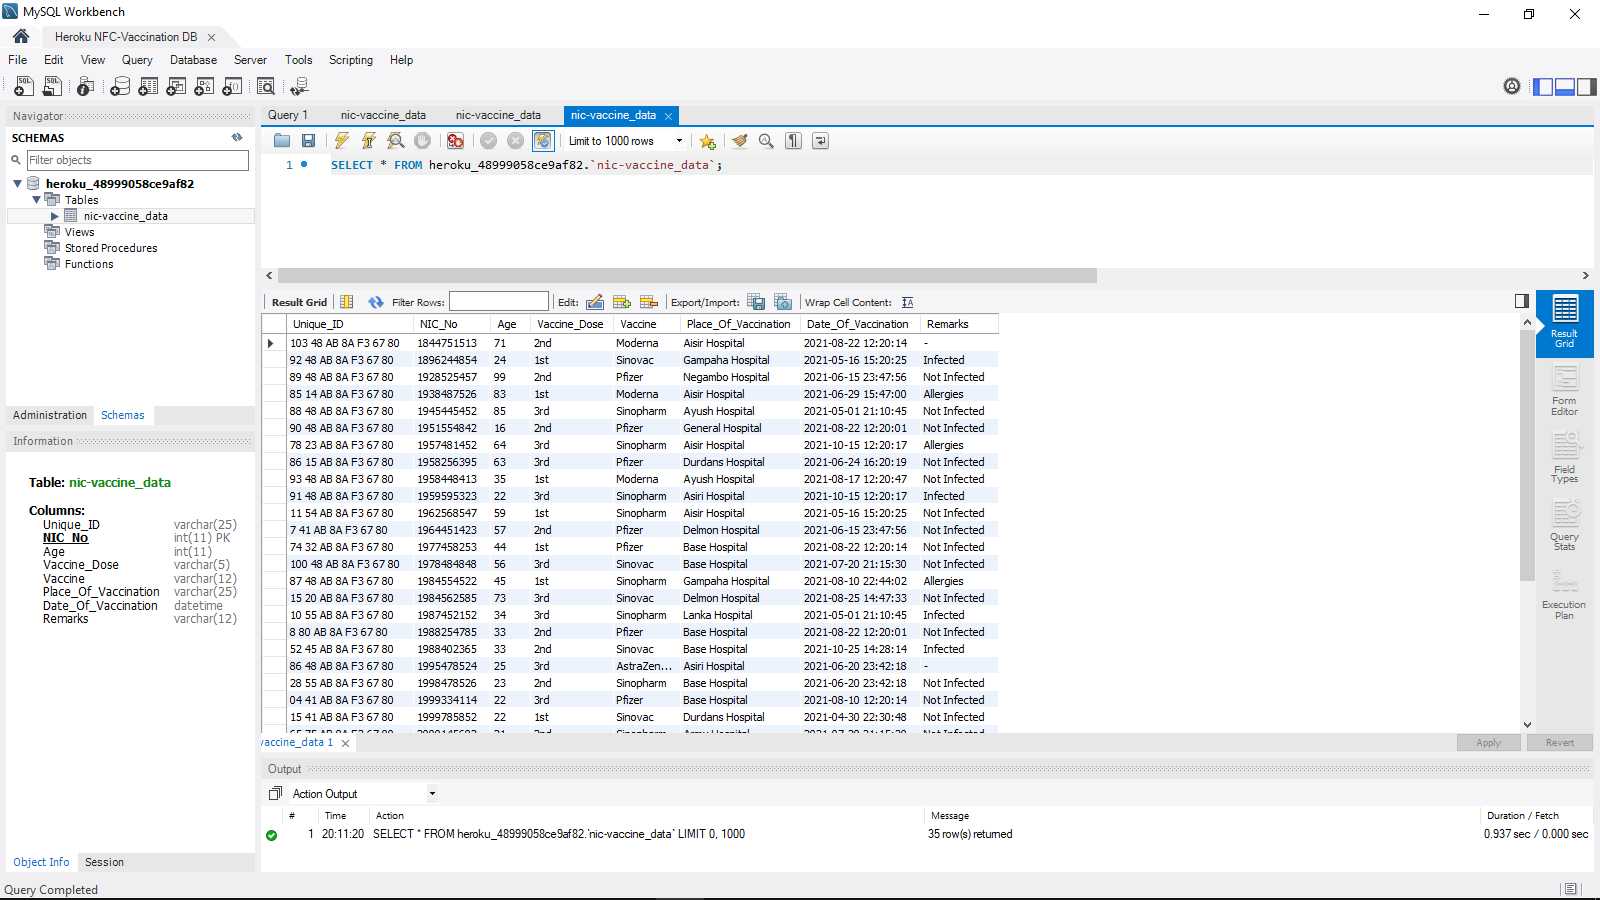 MySQL Workbench
Heroku NFC-Vaccination DB
File Edit View Query Database Server Tools Scripting Help
Navigator
SCHEMAS
Filter objects
heroku_48999058ce9af82
Tables
nic-vaccine_data
Views
Stored Procedures
Functions
Administration Schemas
Information
Table: nic-vaccine_data
Columns:
Unique_ID varchar(25)
NIC_No int(11) PK
Age int(11)
Vaccine_Dose varchar(5)
Vaccine varchar(12)
Place_Of_Vaccination varchar(25)
Date_Of_Vaccination datetime
Remarks varchar(12)
Object Info Session
Query 1 nic-vaccine_data nic-vaccine_data nic-vaccine_data
Limit to 1000 rows
1 SELECT * FROM heroku_48999058ce9af82.`nic-vaccine_data`;
Result Grid Filter Rows: Edit: Export/Import: Wrap Cell Content:
Unique_ID NIC_No Age Vaccine_Dose Vaccine Place_Of_Vaccination Date_Of_Vaccination Remarks
103 48 AB 8A F3 67 80 1844751513 71 2nd Moderna Aisir Hospital 2021-08-22 12:20:14 -
92 48 AB 8A F3 67 80 1896244854 24 1st Sinovac Gampaha Hospital 2021-05-16 15:20:25 Infected
89 48 AB 8A F3 67 80 1928525457 99 2nd Pfizer Negambo Hospital 2021-06-15 23:47:56 Not Infected
85 14 AB 8A F3 67 80 1938487526 83 1st Moderna Aisir Hospital 2021-06-29 15:47:00 Allergies
88 48 AB 8A F3 67 80 1945445452 85 3rd Sinopharm Ayush Hospital 2021-05-01 21:10:45 Not Infected
90 48 AB 8A F3 67 80 1951554842 16 2nd Pfizer General Hospital 2021-08-22 12:20:01 Not Infected
78 23 AB 8A F3 67 80 1957481452 64 3rd Sinopharm Aisir Hospital 2021-10-15 12:20:17 Allergies
86 15 AB 8A F3 67 80 1958256395 63 3rd Pfizer Durdans Hospital 2021-06-24 16:20:19 Not Infected
93 48 AB 8A F3 67 80 1958448413 35 1st Moderna Ayush Hospital 2021-08-17 12:20:47 Not Infected
91 48 AB 8A F3 67 80 1959595323 22 3rd Sinopharm Asiri Hospital 2021-10-15 12:20:17 Infected
11 54 AB 8A F3 67 80 1962568547 59 1st Sinopharm Aisir Hospital 2021-05-16 15:20:25 Not Infected
7 41 AB 8A F3 67 80 1964451423 57 2nd Pfizer Delmon Hospital 2021-06-15 23:47:56 Not Infected
74 32 AB 8A F3 67 80 1977458253 44 1st Pfizer Base Hospital 2021-08-22 12:20:14 Not Infected
100 48 AB 8A F3 67 80 1978484848 56 3rd Sinovac Base Hospital 2021-07-20 21:15:30 Not Infected
87 48 AB 8A F3 67 80 1984554522 45 1st Sinopharm Gampaha Hospital 2021-08-10 22:44:02 Allergies
15 20 AB 8A F3 67 80 1984562585 73 3rd Sinovac Delmon Hospital 2021-08-25 14:47:33 Not Infected
10 55 AB 8A F3 67 80 1987452152 34 3rd Sinopharm Lanka Hospital 2021-05-01 21:10:45 Infected
8 80 AB 8A F3 67 80 1988254785 33 2nd Pfizer Base Hospital 2021-08-22 12:20:01 Not Infected
52 45 AB 8A F3 67 80 1988402365 33 2nd Sinovac Base Hospital 2021-10-25 14:28:14 Infected
86 48 AB 8A F3 67 80 1995478524 25 3rd AstraZen... Asiri Hospital 2021-06-20 23:42:18 -
28 55 AB 8A F3 67 80 1998478526 23 2nd Sinopharm Base Hospital 2021-06-20 23:42:18 Not Infected
04 41 AB 8A F3 67 80 1999334114 22 3rd Pfizer Base Hospital 2021-08-10 12:20:14 Not Infected
15 41 AB 8A F3 67 80 1999785852 22 1st Sinovac Durdans Hospital 2021-04-30 22:30:48 Not Infected
Result Grid
Form Editor
Field Types
Query Stats
Execution Plan
vaccine_data 1
Apply Revert
Output
Action Output
# Time Action Message Duration / Fetch
1 20:11:20 SELECT * FROM heroku_48999058ce9af82.`nic-vaccine_data` LIMIT 0, 1000 35 row(s) returned 0.937 sec / 0.000 sec
Query Completed